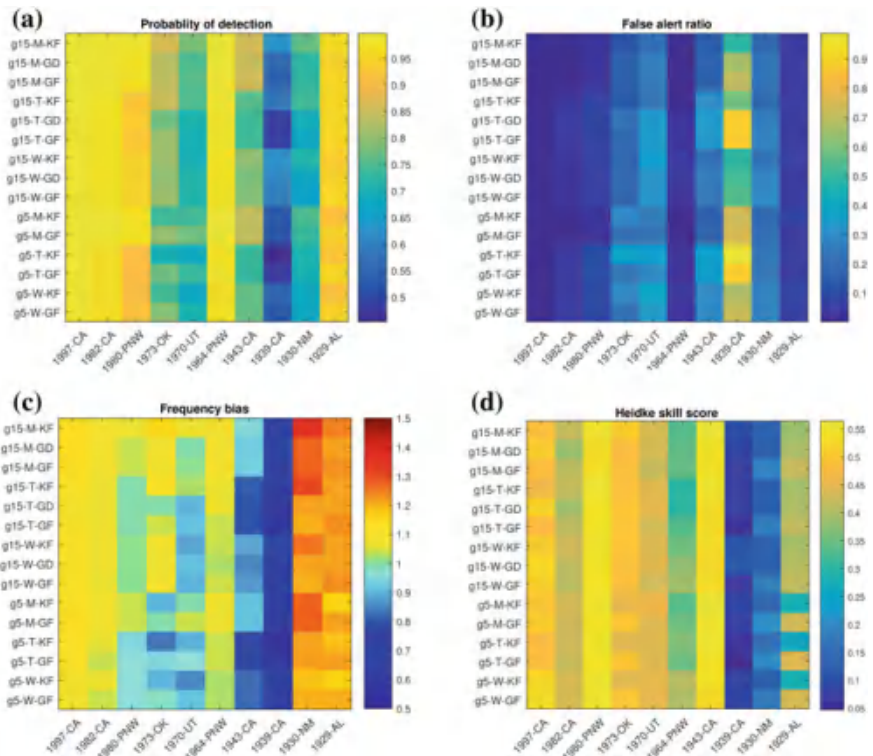 (a)
Probablity of detection
g15-M-KF
g15-M-GD
g15-M-GF
g15-T-KF
g15-T-GD
g15-T-GF
g15-W-KF
g15-W-GD
g15-W-GF
g5-M-KF
g5-M-GF
g5-T-KF
g5-T-GF
g5-W-KF
g5-W-GF
0.95
0.9
0.85
0.8
0.75
0.7
0.65
0.6
0.55
0.5
1997-CA
1982-CA
1980-PNW
1973-OK
1970-UT
1964-PNW
1943-CA
1939-CA
1930-NM
1929-AL
(b)
False alert ratio
g15-M-KF
g15-M-GD
g15-M-GF
g15-T-KF
g15-T-GD
g15-T-GF
g15-W-KF
g15-W-GD
g15-W-GF
g5-M-KF
g5-M-GF
g5-T-KF
g5-T-GF
g5-W-KF
g5-W-GF
0.9
0.8
0.7
0.6
0.5
0.4
0.3
0.2
0.1
1997-CA
1982-CA
1980-PNW
1973-OK
1970-UT
1964-PNW
1943-CA
1939-CA
1930-NM
1929-AL
(c)
Frequency bias
g15-M-KF
g15-M-GD
g15-M-GF
g15-T-KF
g15-T-GD
g15-T-GF
g15-W-KF
g15-W-GD
g15-W-GF
g5-M-KF
g5-M-GF
g5-T-KF
g5-T-GF
g5-W-KF
g5-W-GF
1.5
1.4
1.3
1.2
1.1
1
0.9
0.8
0.7
0.6
0.5
1997-CA
1982-CA
1980-PNW
1973-OK
1970-UT
1964-PNW
1943-CA
1939-CA
1930-NM
1929-AL
(d)
Heidke skill score
g15-M-KF
g15-M-GD
g15-M-GF
g15-T-KF
g15-T-GD
g15-T-GF
g15-W-KF
g15-W-GD
g15-W-GF
g5-M-KF
g5-M-GF
g5-T-KF
g5-T-GF
g5-W-KF
g5-W-GF
0.55
0.5
0.45
0.4
0.35
0.3
0.25
0.2
0.15
0.1
0.05
1997-CA
1982-CA
1980-PNW
1973-OK
1970-UT
1964-PNW
1943-CA
1939-CA
1930-NM
1929-AL